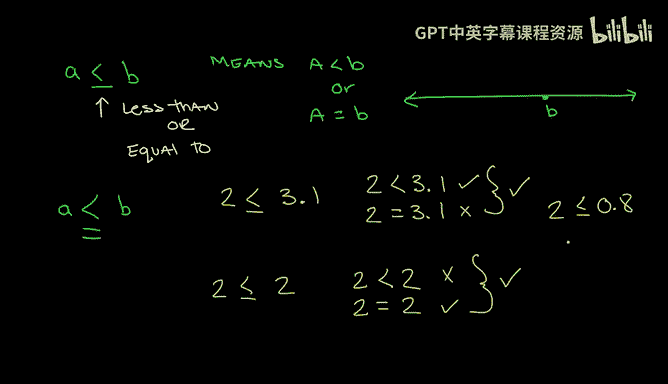 GPT中英字幕课程资源 bilibili
a ≤ b MEANS A < b
or
A = b
b
↑ Less than
OR
Equal to
a ≦ b
2 ≤ 3.1
2 < 3.1 ✓
2 = 3.1 ×
} ✓
2 ≤ 0.8
2 ≤ 2
2 < 2 ×
2 = 2 ✓
} ✓